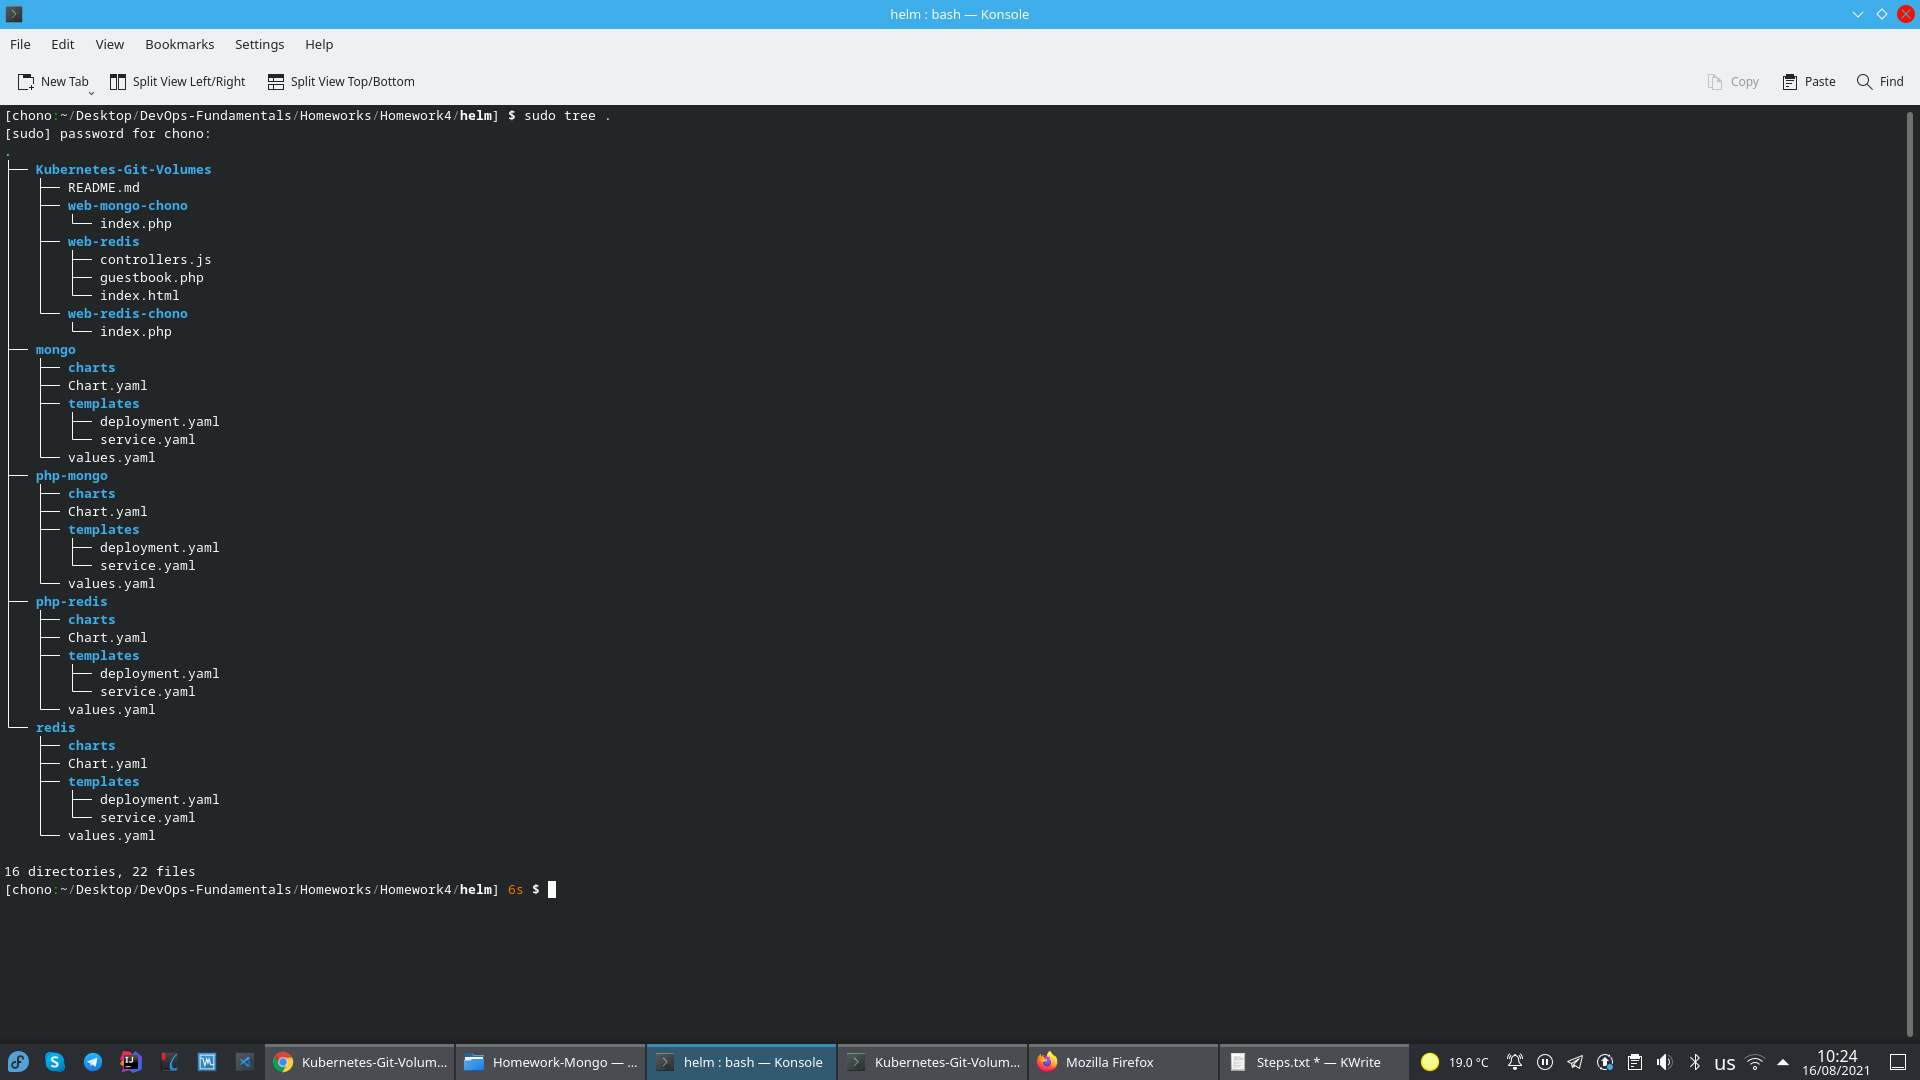 helm : bash — Konsole
File Edit View Bookmarks Settings Help
New Tab Split View Left/Right Split View Top/Bottom Copy Paste Find
[chono:~/Desktop/DevOps-Fundamentals/Homeworks/Homework4/helm] $ sudo tree .
[sudo] password for chono:
.
├── Kubernetes-Git-Volumes
│   ├── README.md
│   ├── web-mongo-chono
│   │   └── index.php
│   ├── web-redis
│   │   ├── controllers.js
│   │   ├── guestbook.php
│   │   └── index.html
│   └── web-redis-chono
│       └── index.php
├── mongo
│   ├── charts
│   ├── Chart.yaml
│   ├── templates
│   │   ├── deployment.yaml
│   │   └── service.yaml
│   └── values.yaml
├── php-mongo
│   ├── charts
│   ├── Chart.yaml
│   ├── templates
│   │   ├── deployment.yaml
│   │   └── service.yaml
│   └── values.yaml
├── php-redis
│   ├── charts
│   ├── Chart.yaml
│   ├── templates
│   │   ├── deployment.yaml
│   │   └── service.yaml
│   └── values.yaml
└── redis
    ├── charts
    ├── Chart.yaml
    ├── templates
    │   ├── deployment.yaml
    │   └── service.yaml
    └── values.yaml
16 directories, 22 files
[chono:~/Desktop/DevOps-Fundamentals/Homeworks/Homework4/helm] 6s $
Kubernetes-Git-Volum... Homework-Mongo — ... helm : bash — Konsole Kubernetes-Git-Volum... Mozilla Firefox Steps.txt * — KWrite 19.0 °C us 10:24
16/08/2021